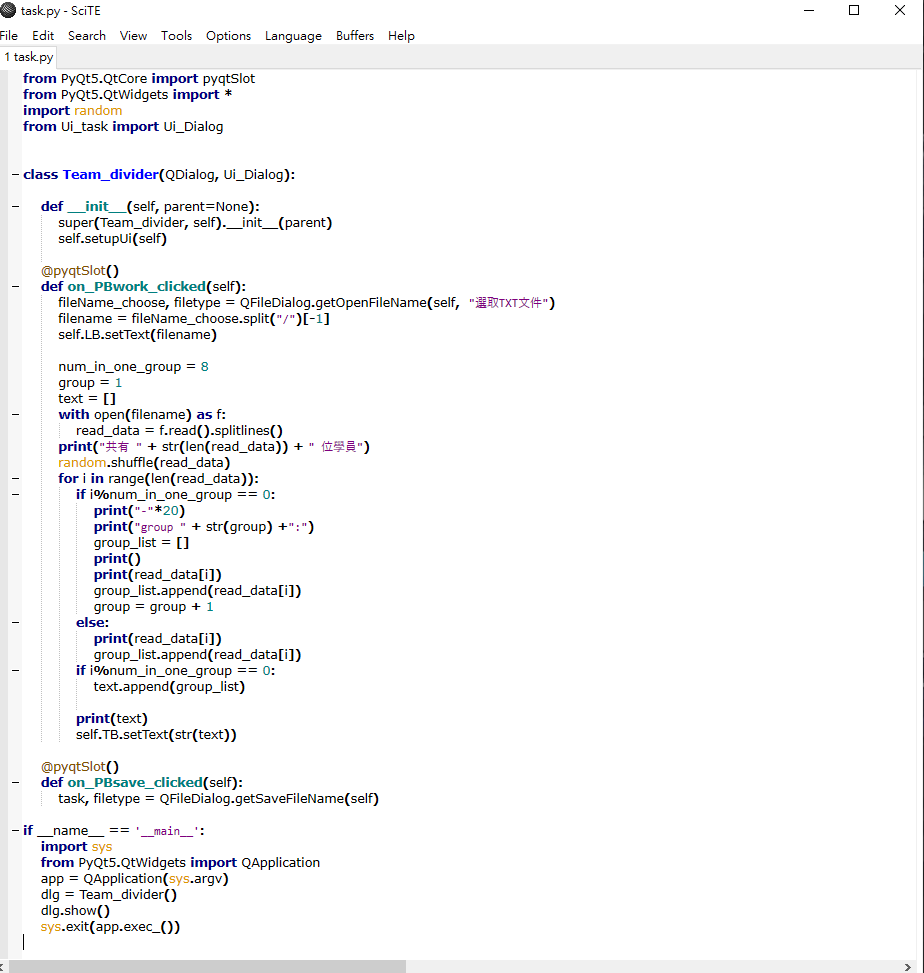 task.py - SciTE
File Edit Search View Tools Options Language Buffers Help
1 task.py
from PyQt5.QtCore import pyqtSlot
from PyQt5.QtWidgets import *
import random
from Ui_task import Ui_Dialog
class Team_divider(QDialog, Ui_Dialog):
def __init__(self, parent=None):
super(Team_divider, self).__init__(parent)
self.setupUi(self)
@pyqtSlot()
def on_PBwork_clicked(self):
fileName_choose, filetype = QFileDialog.getOpenFileName(self, "選取TXT文件")
filename = fileName_choose.split("/")[-1]
self.LB.setText(filename)
num_in_one_group = 8
group = 1
text = []
with open(filename) as f:
read_data = f.read().splitlines()
print("共有 " + str(len(read_data)) + " 位學員")
random.shuffle(read_data)
for i in range(len(read_data)):
if i%num_in_one_group == 0:
print("-"*20)
print("group " + str(group) +":")
group_list = []
print()
print(read_data[i])
group_list.append(read_data[i])
group = group + 1
else:
print(read_data[i])
group_list.append(read_data[i])
if i%num_in_one_group == 0:
text.append(group_list)
print(text)
self.TB.setText(str(text))
@pyqtSlot()
def on_PBsave_clicked(self):
task, filetype = QFileDialog.getSaveFileName(self)
if __name__ == '__main__':
import sys
from PyQt5.QtWidgets import QApplication
app = QApplication(sys.argv)
dlg = Team_divider()
dlg.show()
sys.exit(app.exec_())